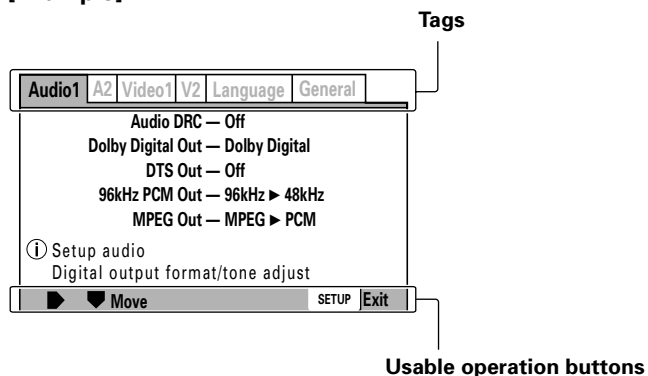 Tags
Audio1 A2 Video1 V2 Language General
Audio DRC — Off
Dolby Digital Out — Dolby Digital
DTS Out — Off
96kHz PCM Out — 96kHz ► 48kHz
MPEG Out — MPEG ► PCM
ⓘ Setup audio
Digital output format/tone adjust
Move SETUP Exit
Usable operation buttons